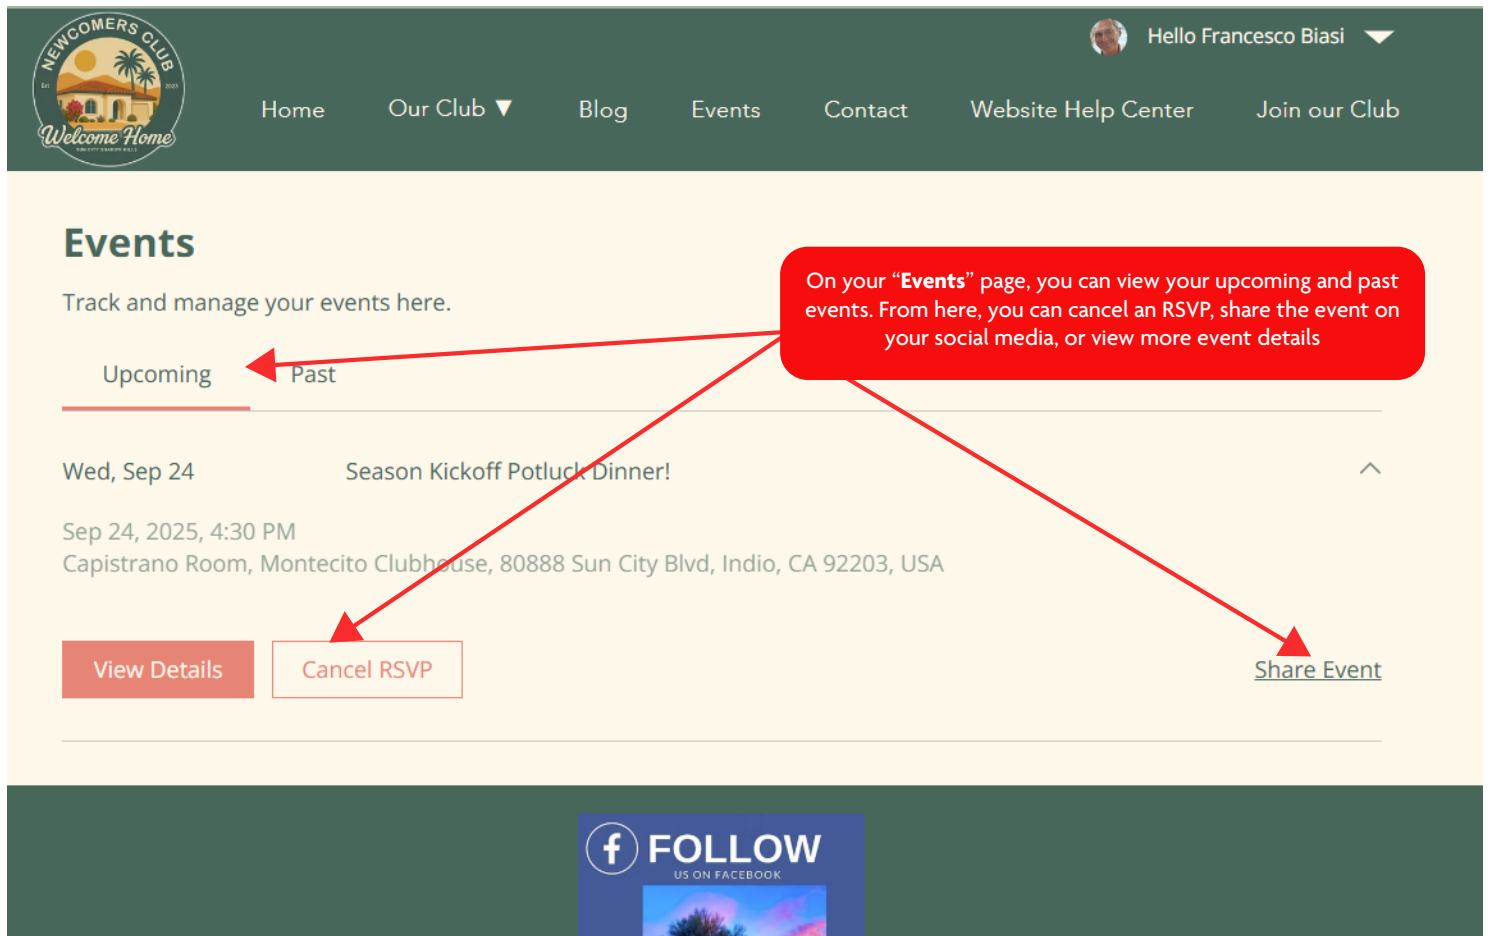 NEWCOMERS CLUB
Est 2023
Welcome Home
Hello Francesco Biasi
Home Our Club ▼ Blog Events Contact Website Help Center Join our Club
Events
Track and manage your events here.
On your “Events” page, you can view your upcoming and past
events. From here, you can cancel an RSVP, share the event on
your social media, or view more event details
Upcoming Past
Wed, Sep 24 Season Kickoff Potluck Dinner!
Sep 24, 2025, 4:30 PM
Capistrano Room, Montecito Clubhouse, 80888 Sun City Blvd, Indio, CA 92203, USA
View Details Cancel RSVP Share Event
f FOLLOW
US ON FACEBOOK